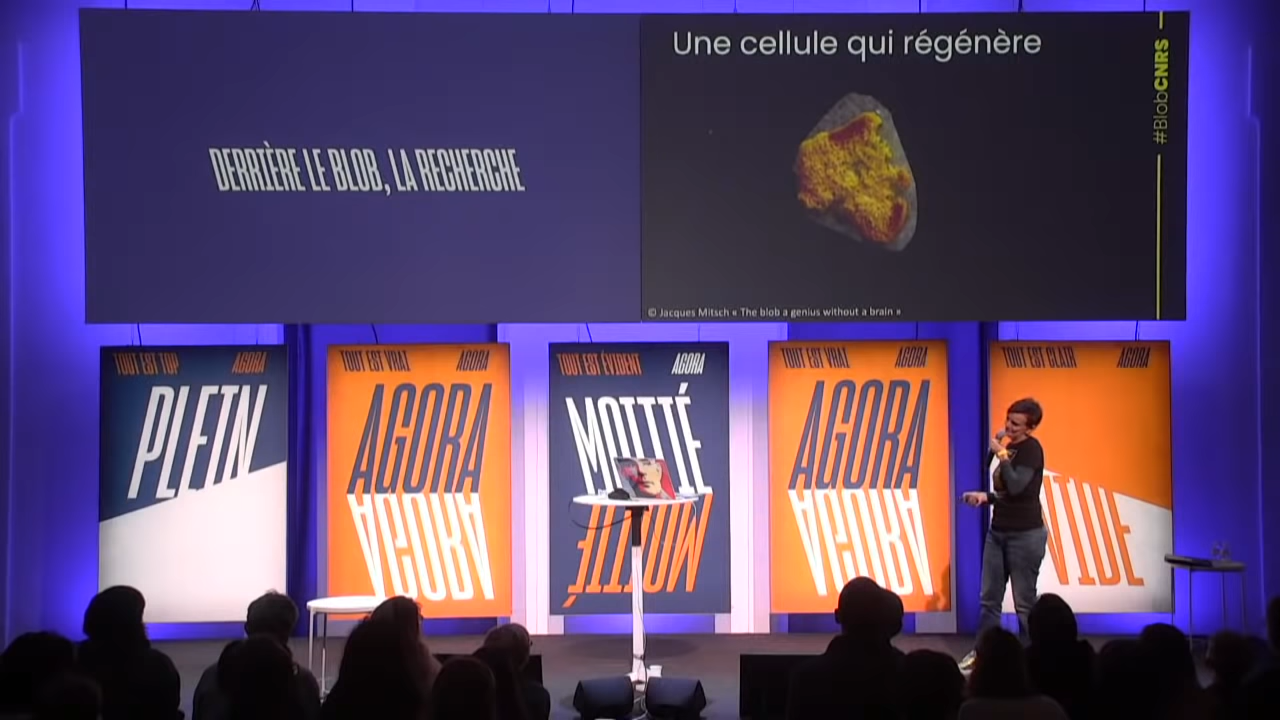 DERRIÈRE LE BLOB, LA RECHERCHE
Une cellule qui régénère
#BlobCNRS
© Jacques Mitsch « The blob a genius without a brain »
TOUT EST TOP AGORA
PLEIN
TOUT EST VRAI AGORA
AGORA
AGORA
TOUT EST ÉVIDENT AGORA
MOITIÉ
MOITIÉ
TOUT EST VRAI AGORA
AGORA
AGORA
TOUT EST CLAIR AGORA
VIDE